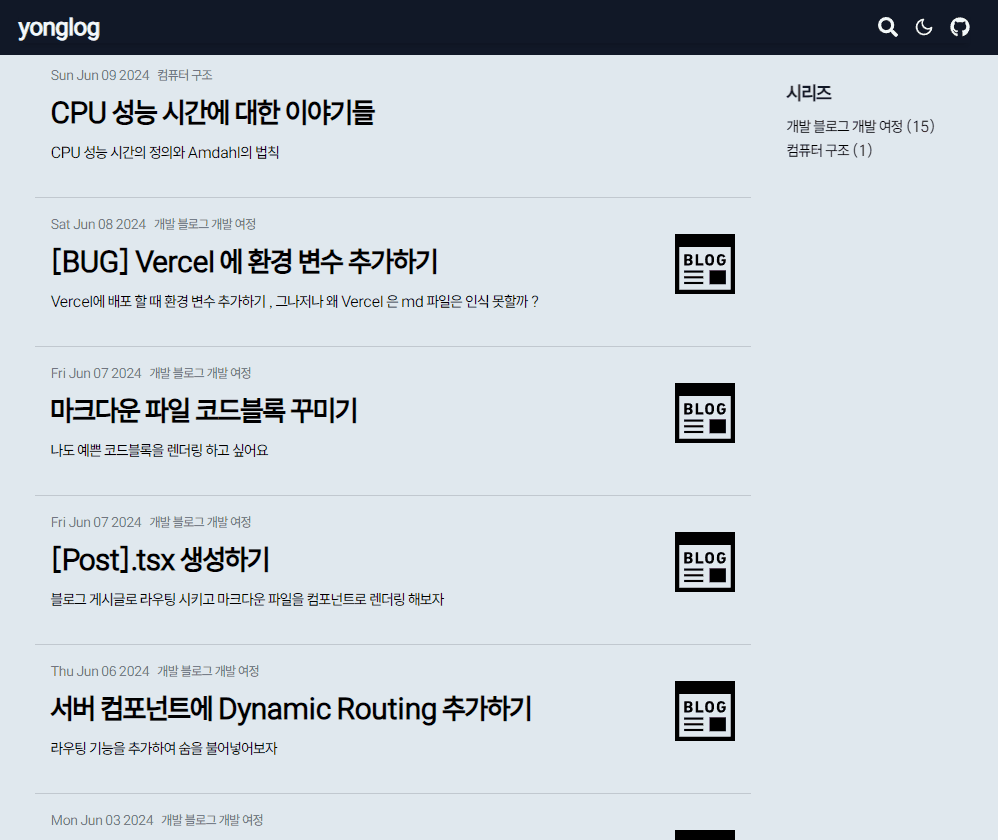 yonglog
Sun Jun 09 2024 컴퓨터 구조
CPU 성능 시간에 대한 이야기들
CPU 성능 시간의 정의와 Amdahl의 법칙
시리즈
개발 블로그 개발 여정 (15)
컴퓨터 구조 (1)
Sat Jun 08 2024 개발 블로그 개발 여정
[BUG] Vercel 에 환경 변수 추가하기
Vercel에 배포 할 때 환경 변수 추가하기 , 그나저나 왜 Vercel 은 md 파일은 인식 못할까 ?
BLOG
Fri Jun 07 2024 개발 블로그 개발 여정
마크다운 파일 코드블록 꾸미기
나도 예쁜 코드블록을 렌더링 하고 싶어요
BLOG
Fri Jun 07 2024 개발 블로그 개발 여정
[Post].tsx 생성하기
블로그 게시글로 라우팅 시키고 마크다운 파일을 컴포넌트로 렌더링 해보자
BLOG
Thu Jun 06 2024 개발 블로그 개발 여정
서버 컴포넌트에 Dynamic Routing 추가하기
라우팅 기능을 추가하여 숨을 불어넣어보자
BLOG
Mon Jun 03 2024 개발 블로그 개발 여정